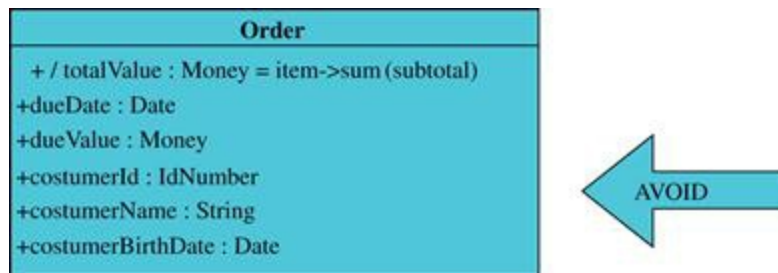 Order
+ / totalValue : Money = item->sum (subtotal)
+dueDate : Date
+dueValue : Money
+costumerId : IdNumber
+costumerName : String
+costumerBirthDate : Date
AVOID